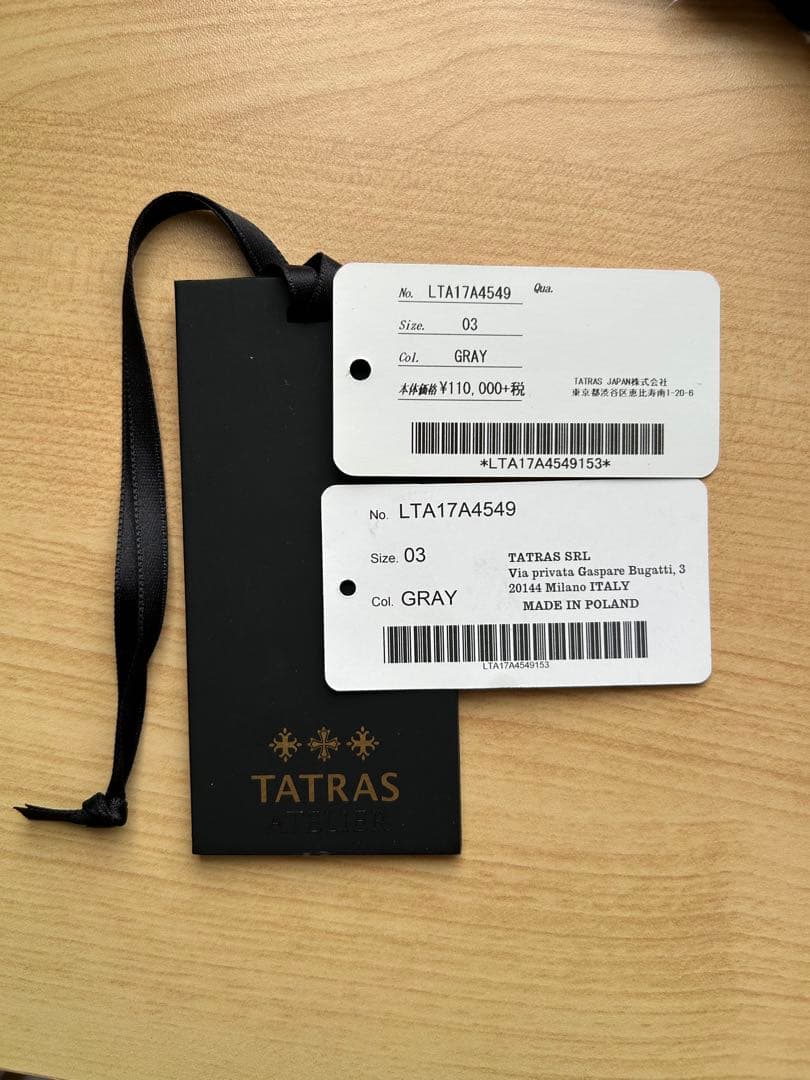 No. LTA17A4549 Qua.
Size. 03
Col. GRAY
本体価格 ¥110,000+税
TATRAS JAPAN株式会社
東京都渋谷区恵比寿南1-20-6
*LTA17A4549153*
No. LTA17A4549
Size. 03
Col. GRAY
TATRAS SRL
Via privata Gaspare Bugatti, 3
20144 Milano ITALY
MADE IN POLAND
LTA17A4549153
TATRAS
ATELIER